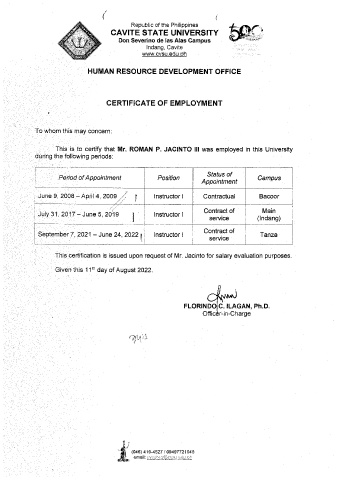 Republic of the Philippines
CAVITE STATE UNIVERSITY
Don Severino de las Alas Campus
Indang, Cavite
www.cvsu.edu.ph
HUMAN RESOURCE DEVELOPMENT OFFICE
CERTIFICATE OF EMPLOYMENT
To whom this may concern:
This is to certify that Mr. ROMAN P. JACINTO III was employed in this University
during the following periods:
Period of Appointment Position Status of Appointment Campus
June 9, 2008 – April 4, 2009 Instructor I Contractual Bacoor
July 31, 2017 – June 5, 2019 Instructor I Contract of service Main (Indang)
September 7, 2021 – June 24, 2022 Instructor I Contract of service Tanza
This certification is issued upon request of Mr. Jacinto for salary evaluation purposes.
Given this 11th day of August 2022.
FLORINDO C. ILAGAN, Ph.D.
Officer-in-Charge
(046) 416-4527 / 09497721949
email: